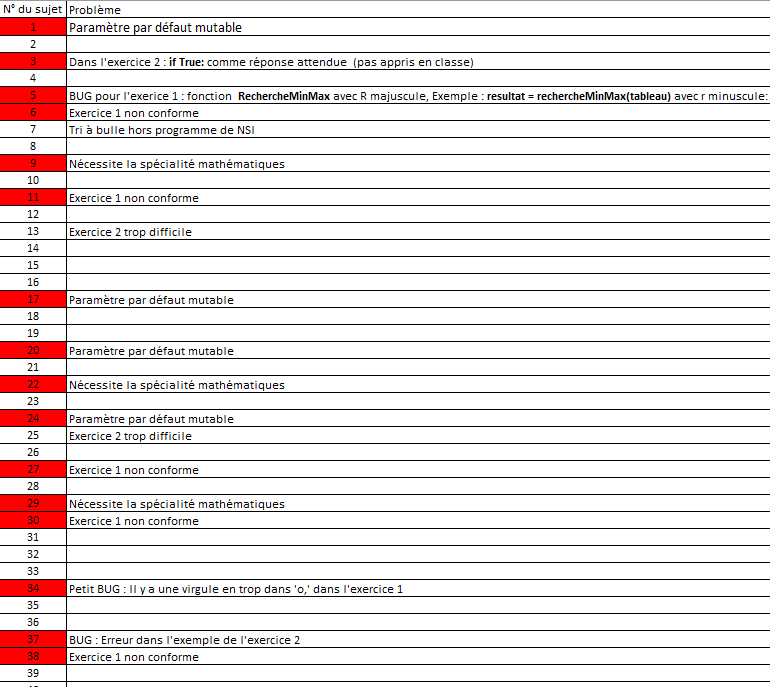 N° du sujet Problème
1 Paramètre par défaut mutable
2
3 Dans l'exercice 2 : if True: comme réponse attendue (pas appris en classe)
4
5 BUG pour l'exerice 1 : fonction RechercheMinMax avec R majuscule, Exemple : resultat = rechercheMinMax(tableau) avec r minuscule:
6 Exercice 1 non conforme
7 Tri à bulle hors programme de NSI
8
9 Nécessite la spécialité mathématiques
10
11 Exercice 1 non conforme
12
13 Exercice 2 trop difficile
14
15
16
17 Paramètre par défaut mutable
18
19
20 Paramètre par défaut mutable
21
22 Nécessite la spécialité mathématiques
23
24 Paramètre par défaut mutable
25 Exercice 2 trop difficile
26
27 Exercice 1 non conforme
28
29 Nécessite la spécialité mathématiques
30 Exercice 1 non conforme
31
32
33
34 Petit BUG : Il y a une virgule en trop dans 'o,' dans l'exercice 1
35
36
37 BUG : Erreur dans l'exemple de l'exercice 2
38 Exercice 1 non conforme
39